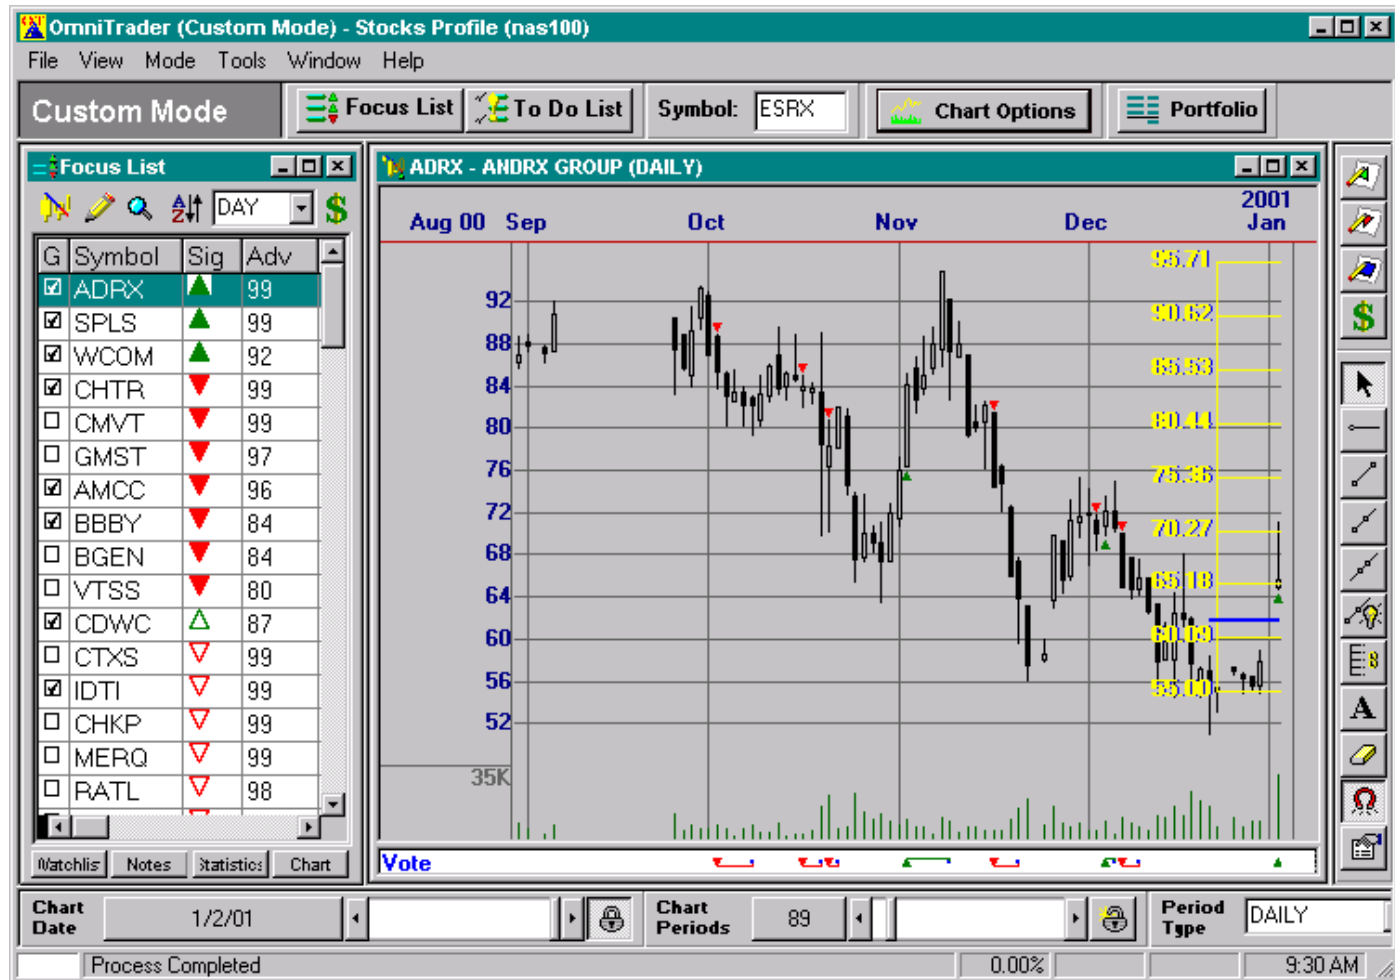 OmniTrader (Custom Mode) - Stocks Profile (nas100)
File View Mode Tools Window Help
Custom Mode Focus List To Do List Symbol: ESRX Chart Options Portfolio
Focus List
DAY
G Symbol Sig Adv
ADRX 99
SPLS 99
WCOM 92
CHTR 99
CMVT 99
GMST 97
AMCC 96
BBBY 84
BGEN 84
VTSS 80
CDWC 87
CTXS 99
IDTI 99
CHKP 99
MERQ 99
RATL 98
Watchlis Notes Statistics Chart
ADRX - ANDRX GROUP (DAILY)
2001
Aug 00 Sep Oct Nov Dec Jan
95.71
92
90.62
88
85.53
84
80.44
80
76
75.36
72
70.27
68
65.18
64
60.09
60
56
55.00
52
35K
Vote
A
Chart Date 1/2/01
Chart Periods 89
Period Type DAILY
Process Completed 0.00% 9:30 AM